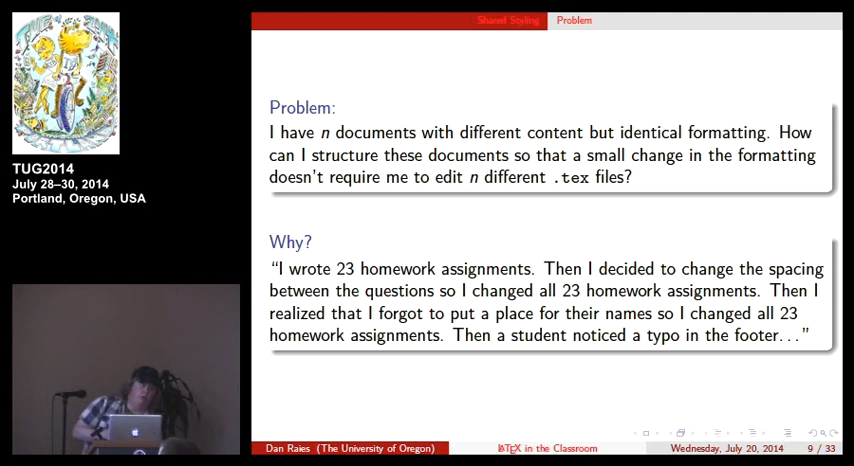 Shared Styling
Problem
TUG2014
July 28–30, 2014
Portland, Oregon, USA
Problem:
I have n documents with different content but identical formatting. How
can I structure these documents so that a small change in the formatting
doesn't require me to edit n different .tex files?
Why?
“I wrote 23 homework assignments. Then I decided to change the spacing
between the questions so I changed all 23 homework assignments. Then I
realized that I forgot to put a place for their names so I changed all 23
homework assignments. Then a student noticed a typo in the footer...”
Dan Raies (The University of Oregon)
LATEX in the Classroom
Wednesday, July 20, 2014
9 / 33